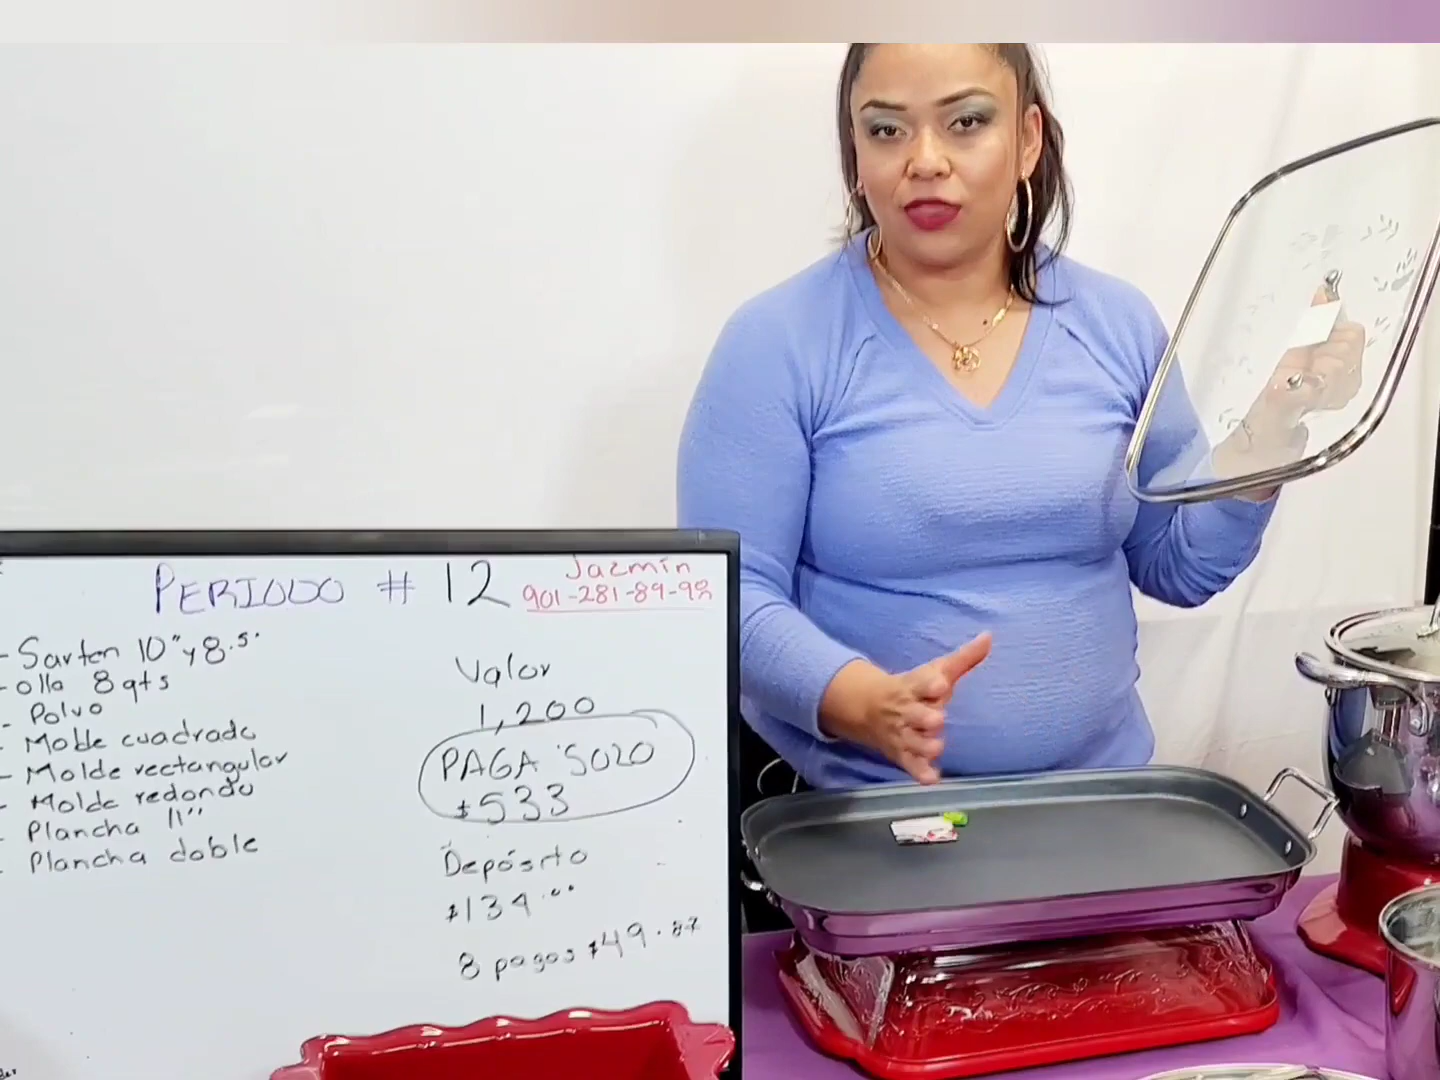 PERIODO # 12
Jazmin
901-281-89-98
- Sarten 10" y 8.5"
- olla 8 qts
- Polvo
- Molde cuadrado
- Molde rectangular
- Molde redondo
- Plancha 11"
- Plancha doble
Valor
1,200
PAGA SOLO
$533
Depósito
$134.00
8 pagos $49.87